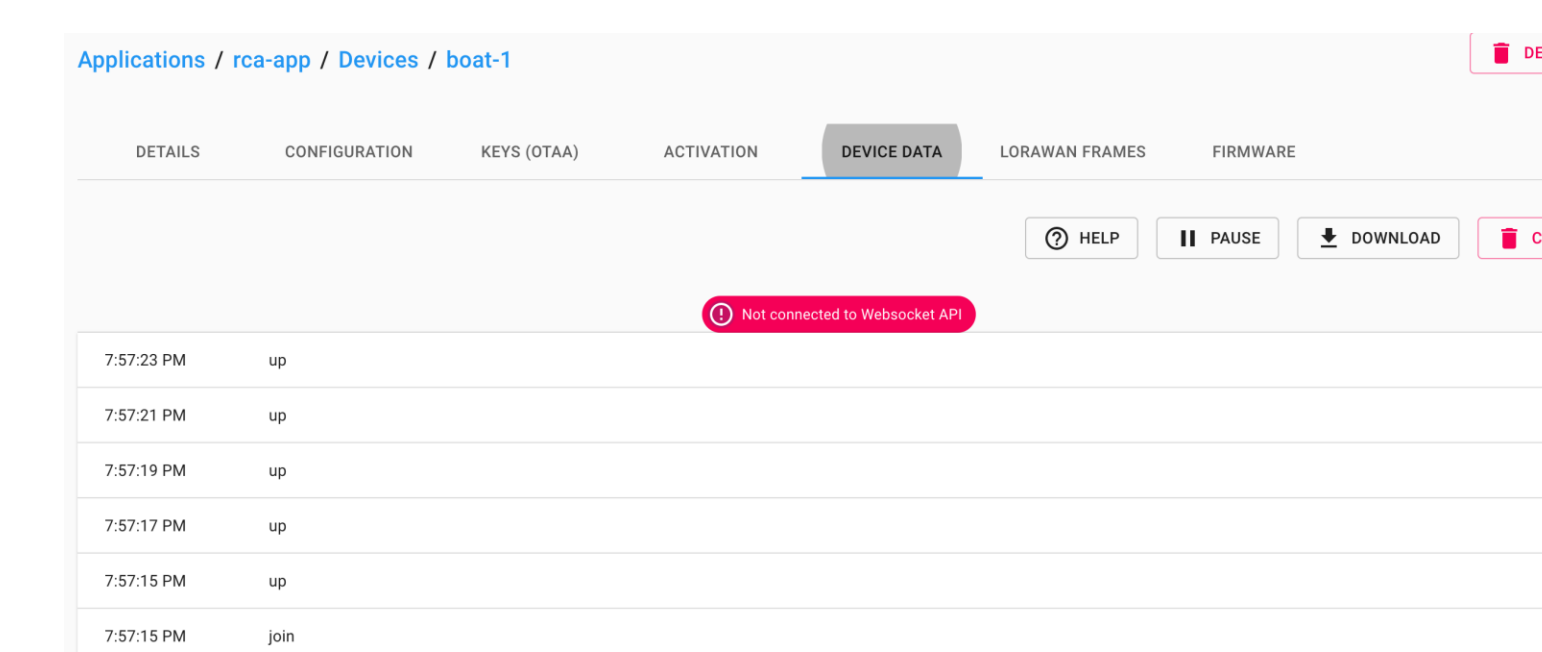 Applications / rca-app / Devices / boat-1
DE
DETAILS CONFIGURATION KEYS (OTAA) ACTIVATION DEVICE DATA LORAWAN FRAMES FIRMWARE
HELP PAUSE DOWNLOAD C
Not connected to Websocket API
7:57:23 PM up
7:57:21 PM up
7:57:19 PM up
7:57:17 PM up
7:57:15 PM up
7:57:15 PM join